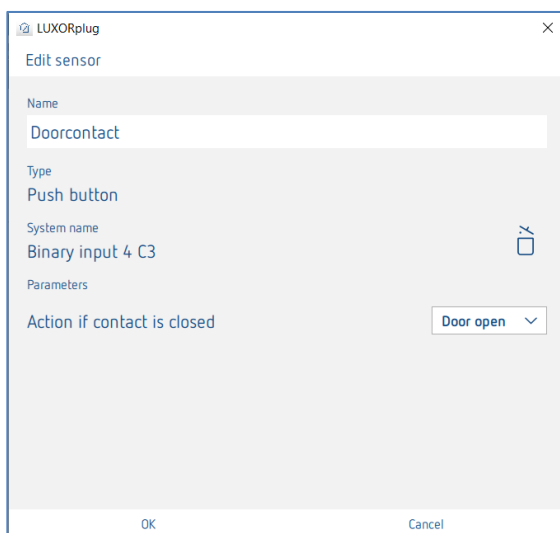 LUXORplug
Edit sensor
Name
Doorcontact
Type
Push button
System name
Binary input 4 C3
Parameters
Action if contact is closed
Door open
OK
Cancel